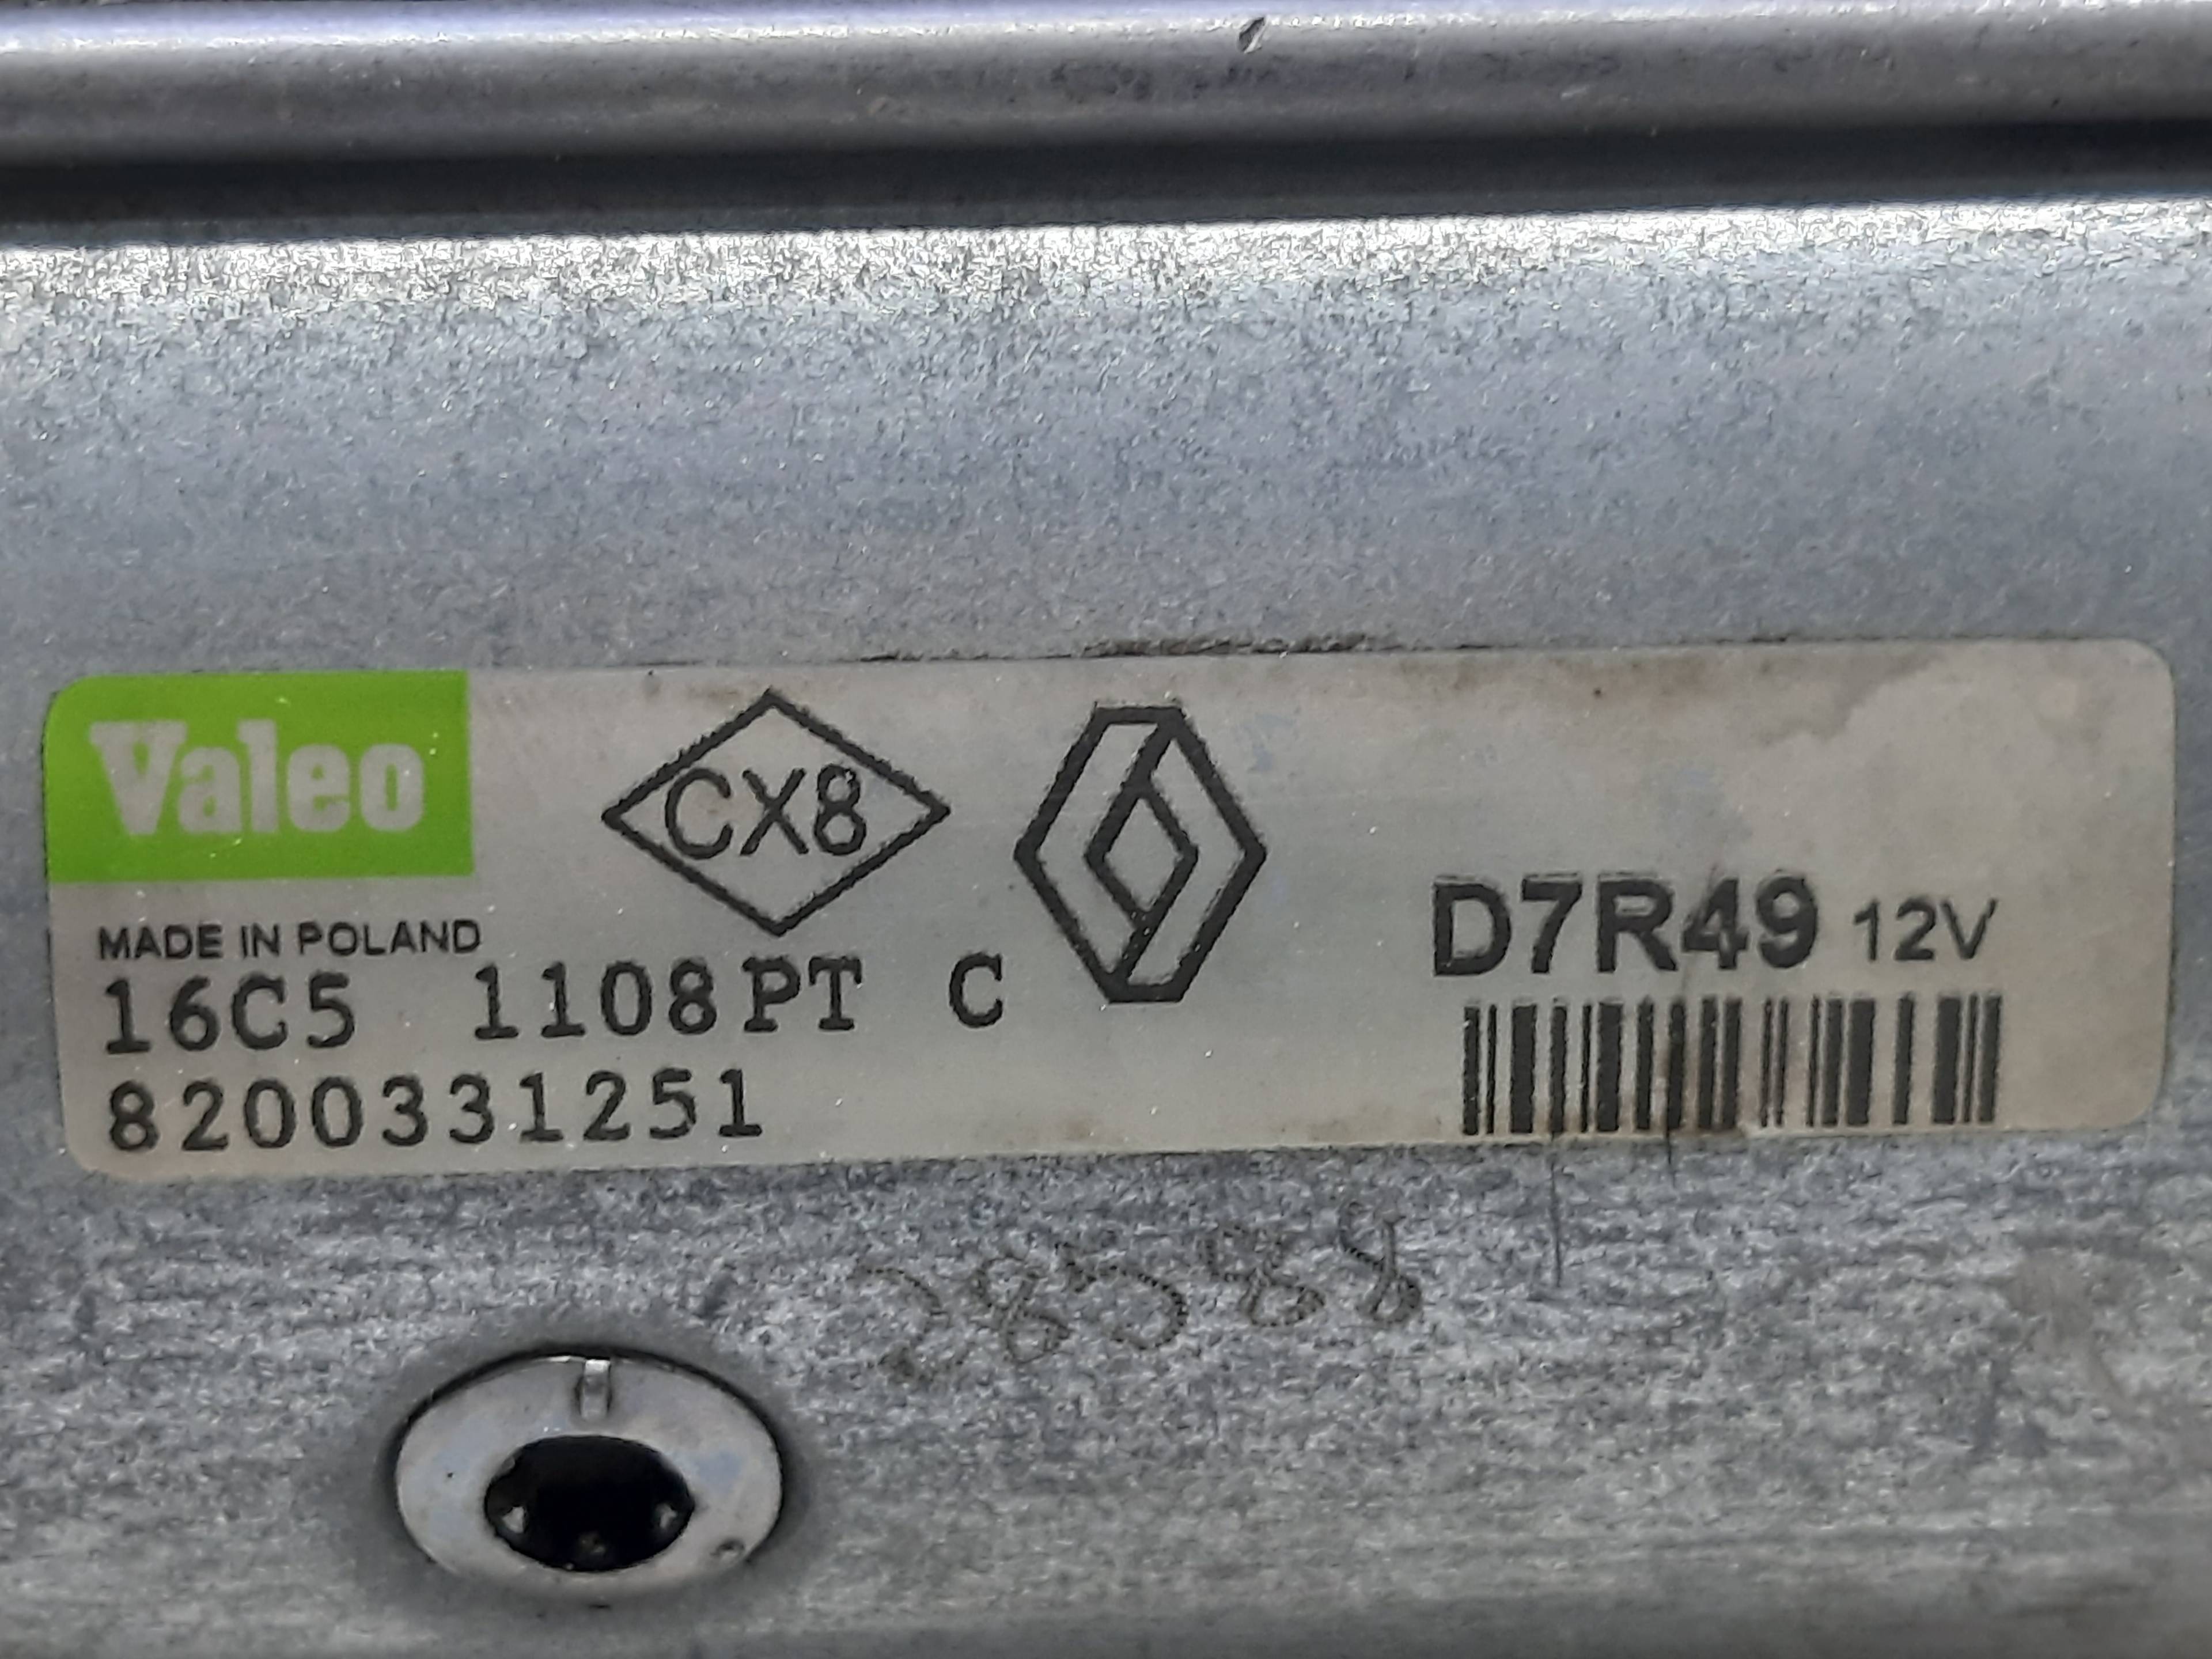 Valeo
CX8
D7R49 12V
MADE IN POLAND
16C5 1108PT C
8200331251